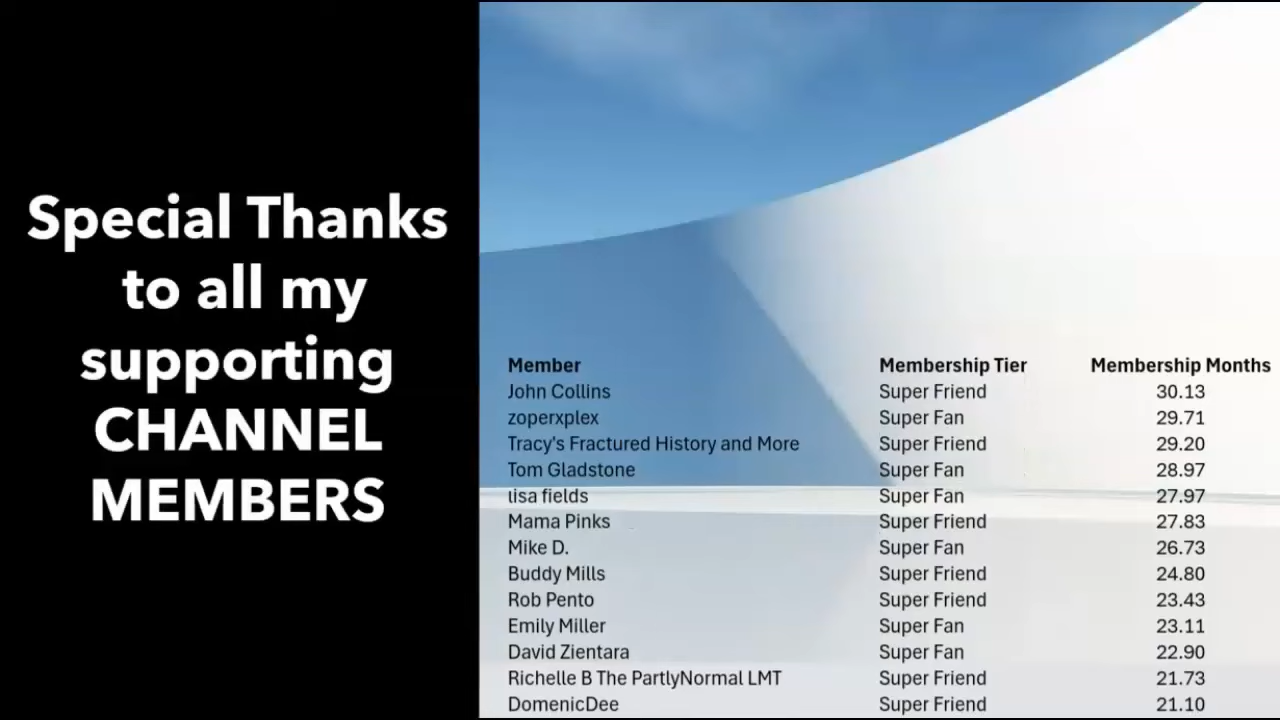 Special Thanks
to all my
supporting
CHANNEL
MEMBERS
Member Membership Tier Membership Months
John Collins Super Friend 30.13
zoperxplex Super Fan 29.71
Tracy's Fractured History and More Super Friend 29.20
Tom Gladstone Super Fan 28.97
lisa fields Super Fan 27.97
Mama Pinks Super Friend 27.83
Mike D. Super Fan 26.73
Buddy Mills Super Friend 24.80
Rob Pento Super Friend 23.43
Emily Miller Super Fan 23.11
David Zientara Super Fan 22.90
Richelle B The PartlyNormal LMT Super Friend 21.73
DomenicDee Super Friend 21.10